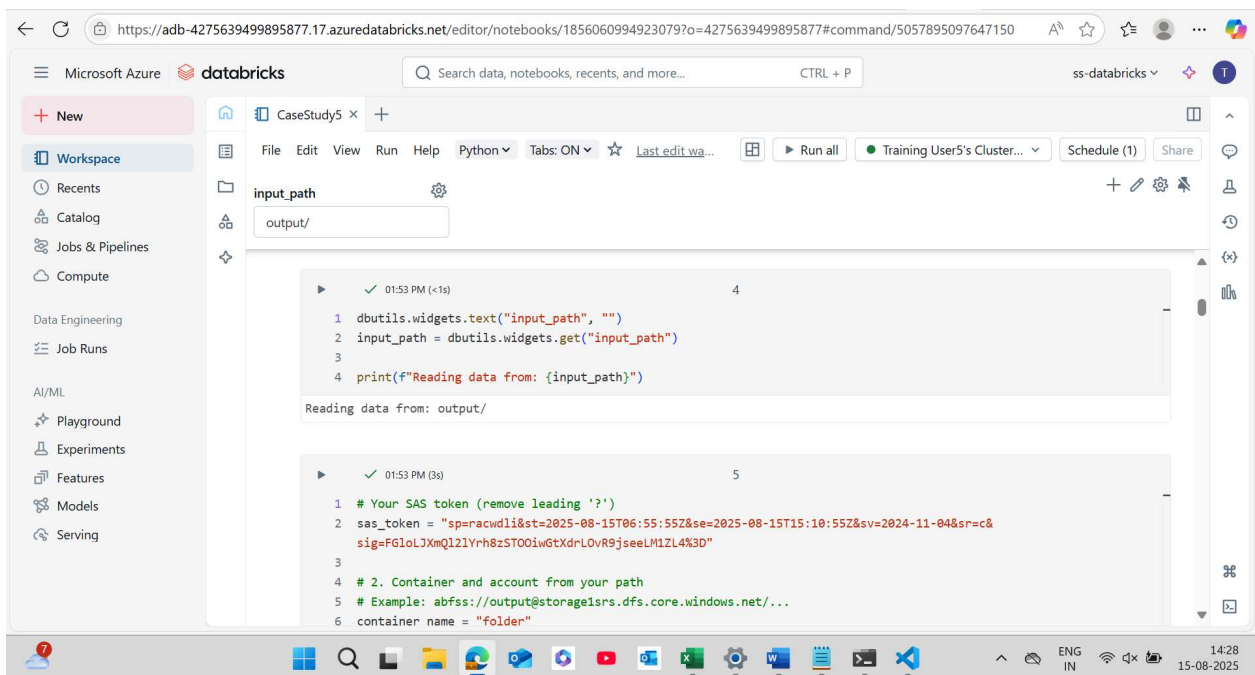 https://adb-4275639499895877.17.azuredatabricks.net/editor/notebooks/1856060994923079?o=4275639499895877#command/5057895097647150
Microsoft Azure databricks
Search data, notebooks, recents, and more... CTRL + P
ss-databricks
T
New
Workspace
Recents
Catalog
Jobs & Pipelines
Compute
Data Engineering
Job Runs
AI/ML
Playground
Experiments
Features
Models
Serving
CaseStudy5
File Edit View Run Help Python Tabs: ON Last edit wa... Run all Training User5's Cluster... Schedule (1) Share
input_path
output/
01:53 PM (<1s) 4
1 dbutils.widgets.text("input_path", "")
2 input_path = dbutils.widgets.get("input_path")
3
4 print(f"Reading data from: {input_path}")
Reading data from: output/
01:53 PM (3s) 5
1 # Your SAS token (remove leading '?')
2 sas_token = "sp=racwdli&st=2025-08-15T06:55:55Z&se=2025-08-15T15:10:55Z&sv=2024-11-04&sr=c&
sig=FGloLJXmQl2lYrh8zSTOOiwGtXdrLOvR9jseeLM1ZL4%3D"
3
4 # 2. Container and account from your path
5 # Example: abfss://output@storage1srs.dfs.core.windows.net/...
6 container_name = "folder"
7
ENG
IN
14:28
15-08-2025